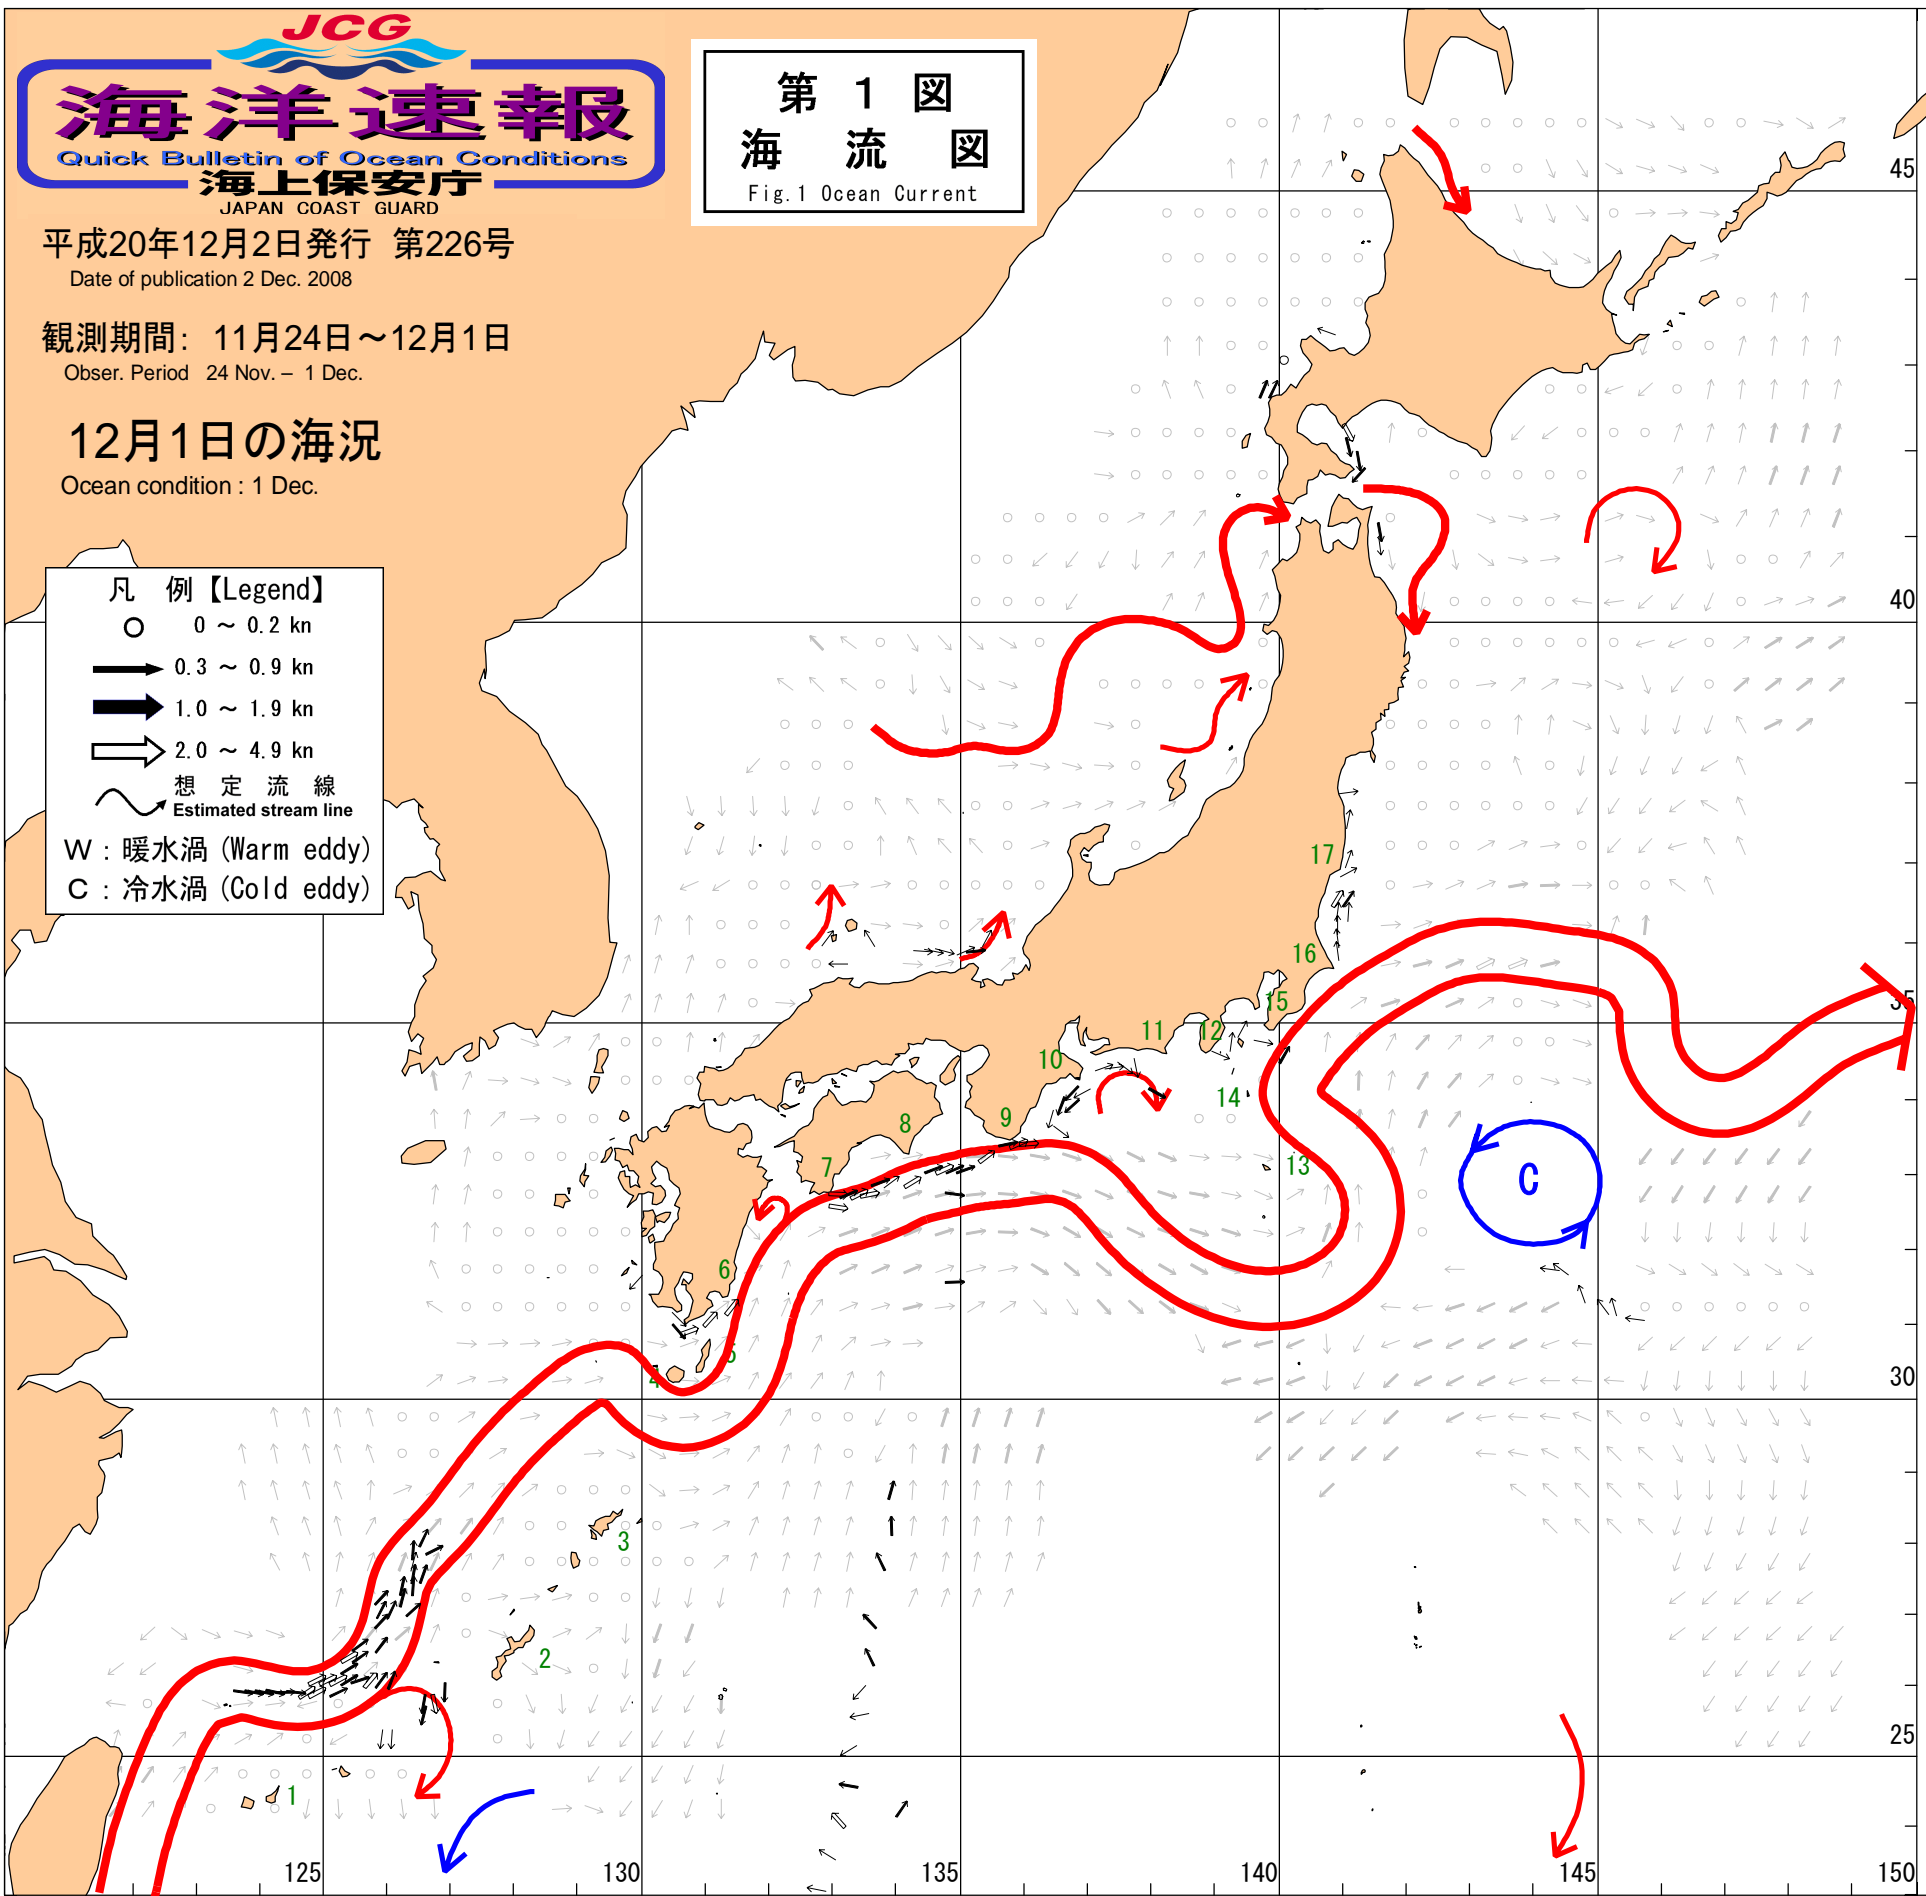 JCG
海洋速報
Quick Bulletin of Ocean Conditions
海上保安庁
JAPAN COAST GUARD
平成20年12月2日発行 第226号
Date of publication 2 Dec. 2008
観測期間: 11月24日～12月1日
Obser. Period 24 Nov. – 1 Dec.
12月1日の海況
Ocean condition : 1 Dec.
第 1 図
海 流 図
Fig.1 Ocean Current
凡 例【Legend】
0 ～ 0.2 kn
0.3 ～ 0.9 kn
1.0 ～ 1.9 kn
2.0 ～ 4.9 kn
想 定 流 線
Estimated stream line
W : 暖水渦 (Warm eddy)
C : 冷水渦 (Cold eddy)
45
40
35
30
25
125
130
135
140
145
150
17
16
15
12
11
10
14
9
8
13
7
6
5
4
3
2
1
C